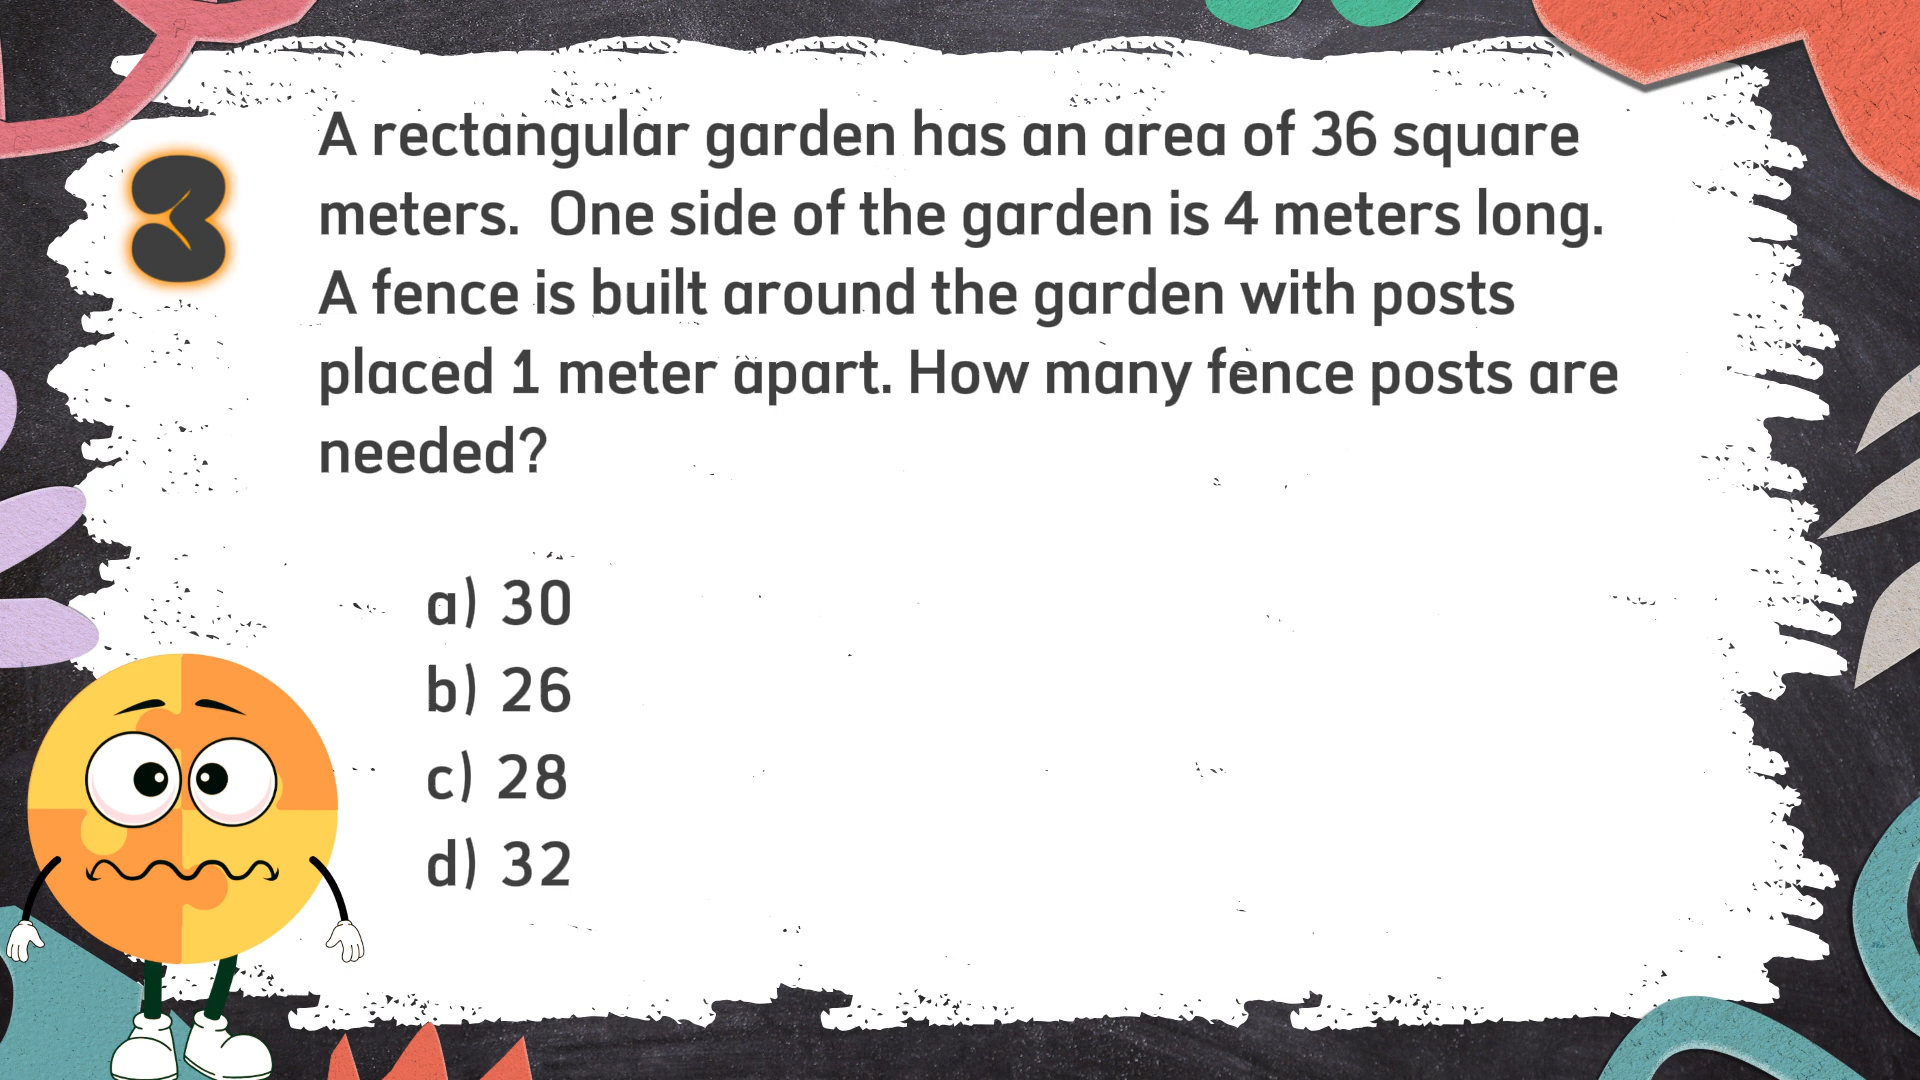 3
A rectangular garden has an area of 36 square
meters.  One side of the garden is 4 meters long.
A fence is built around the garden with posts
placed 1 meter apart. How many fence posts are
needed?
a) 30
b) 26
c) 28
d) 32